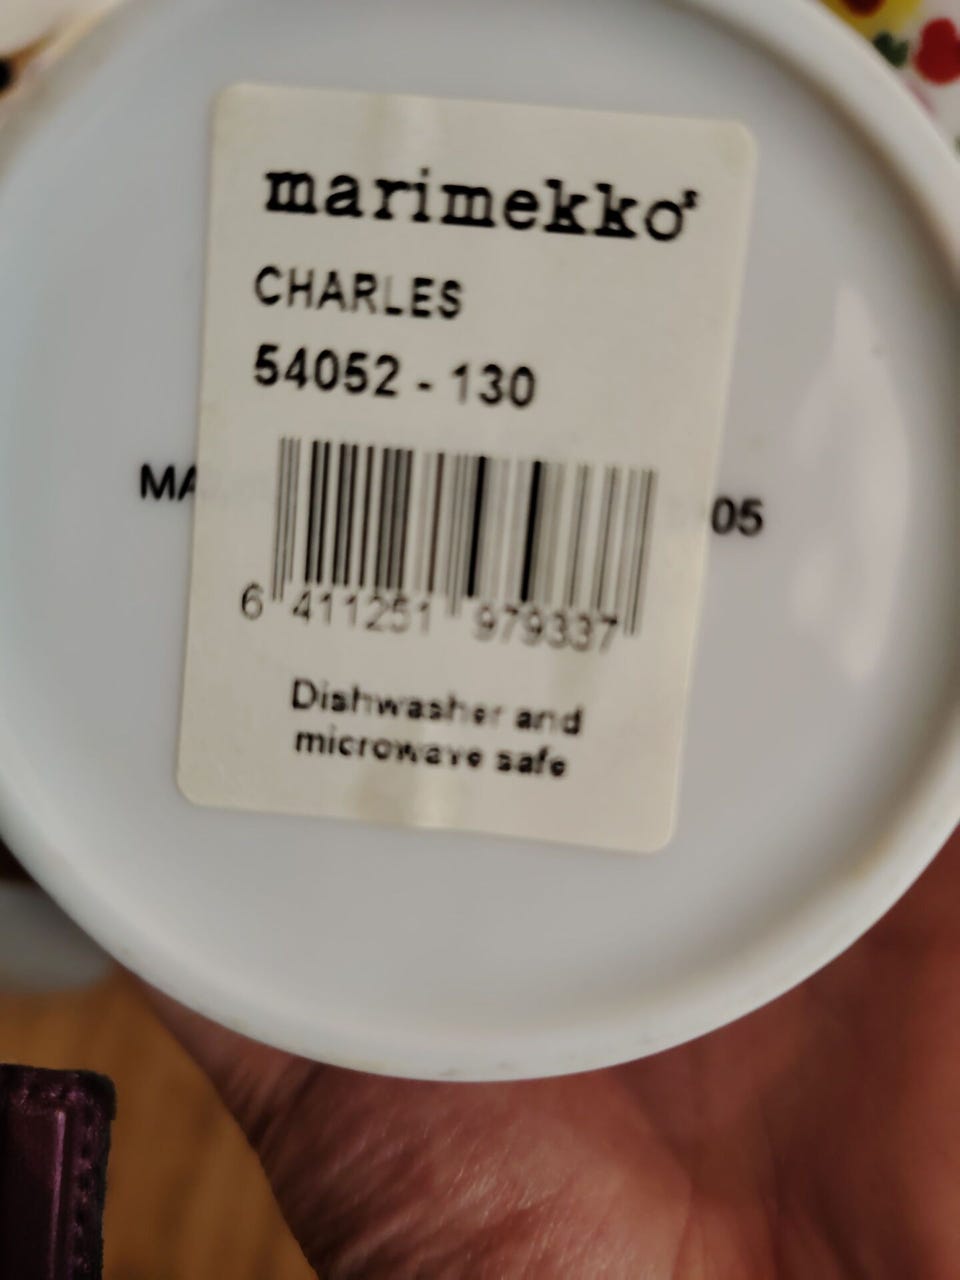 marimekko®
CHARLES
54052 - 130
MA 05
6 411251 979337
Dishwasher and
microwave safe